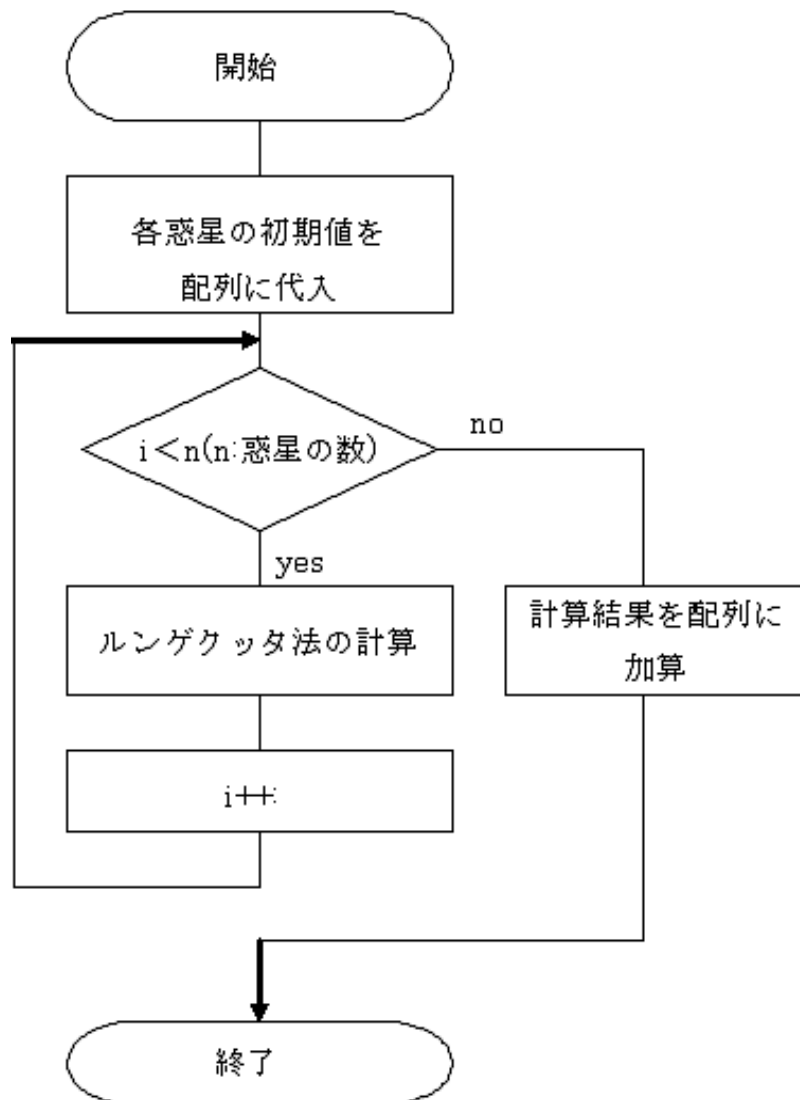 開始
各惑星の初期値を
配列に代入
i＜n(n:惑星の数)
no
yes
ルンゲクッタ法の計算
計算結果を配列に
加算
i++;
終了